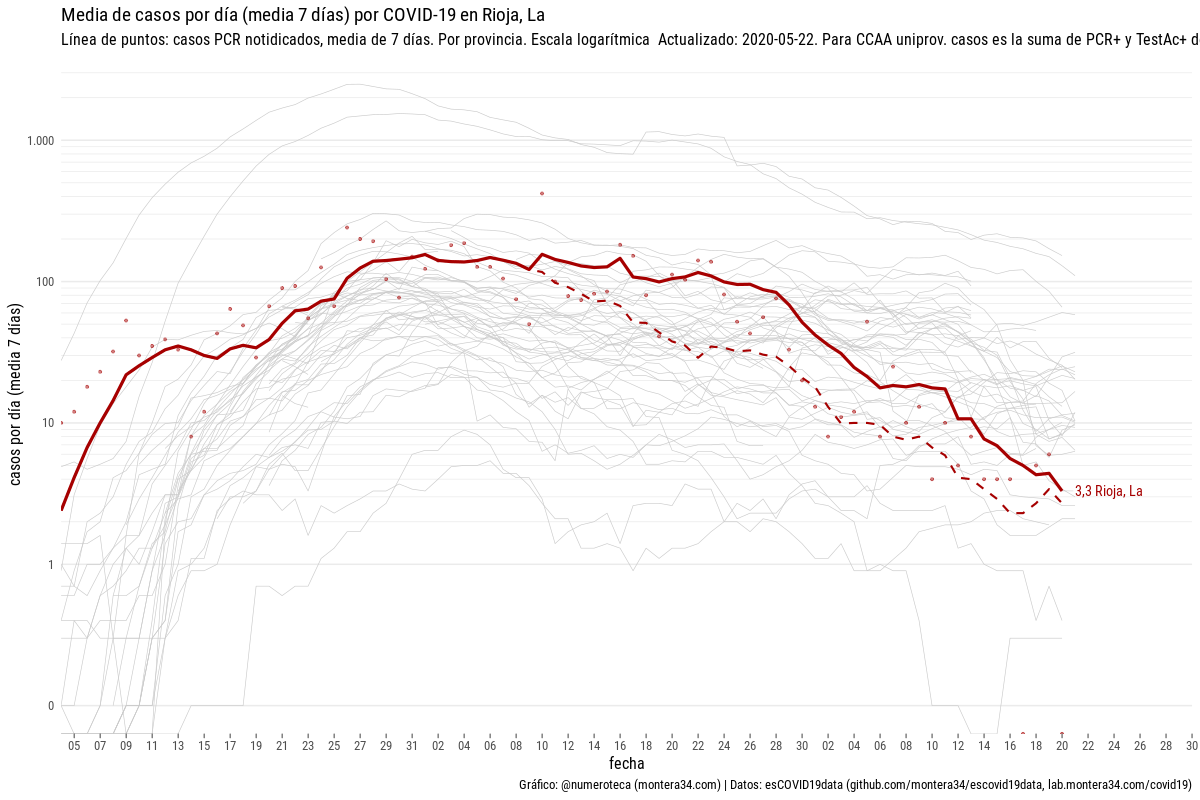 Media de casos por día (media 7 días) por COVID-19 en Rioja, La
Línea de puntos: casos PCR notidicados, media de 7 días. Por provincia. Escala logarítmica  Actualizado: 2020-05-22. Para CCAA uniprov. casos es la suma de PCR+ y TestAc+ d
casos por día (media 7 días)
1.000
100
10
1
0
3,3 Rioja, La
05 07 09 11 13 15 17 19 21 23 25 27 29 31 02 04 06 08 10 12 14 16 18 20 22 24 26 28 30 02 04 06 08 10 12 14 16 18 20 22 24 26 28 30
fecha
Gráfico: @numeroteca (montera34.com) | Datos: esCOVID19data (github.com/montera34/escovid19data, lab.montera34.com/covid19)